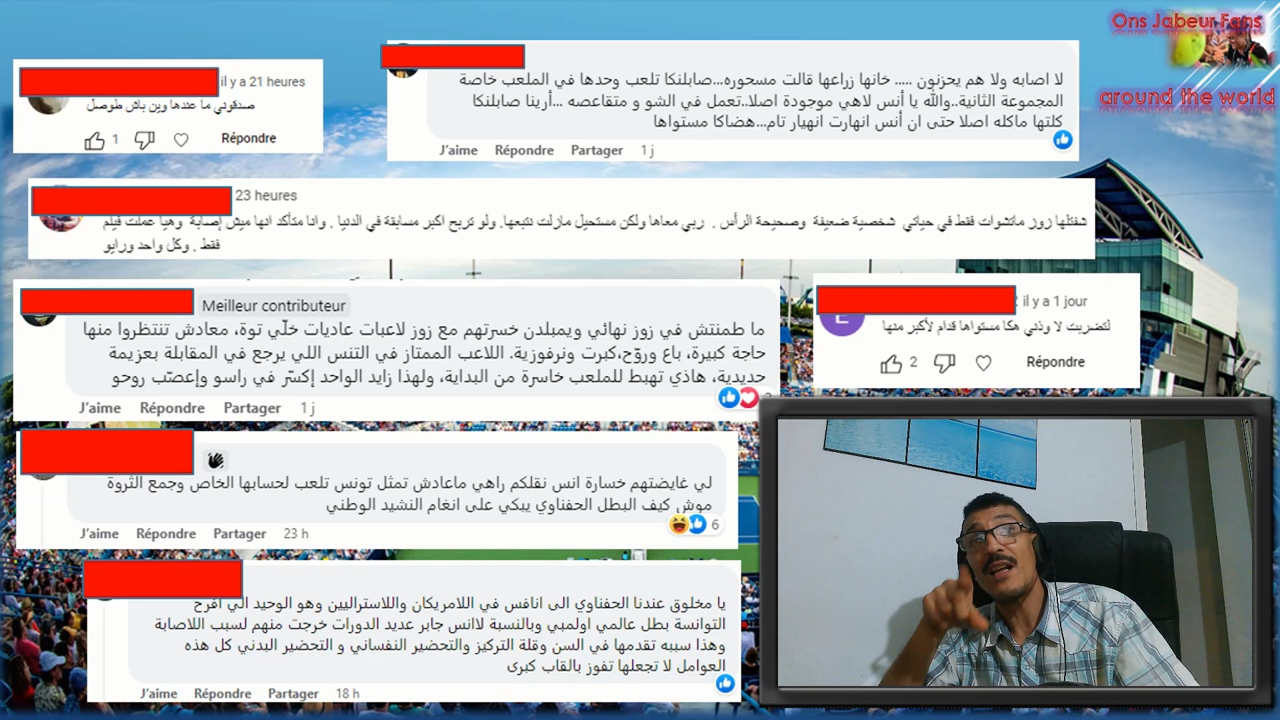 Ons Jabeur Fans
around the world
il y a 21 heures
صدقوني ما عندها وين باش طوصل
1
Répondre
لا اصابه ولا هم يحزنون ..... خانها زراعها قالت مسحوره...صابلنكا تلعب وحدها في الملعب خاصة
المجموعة الثانية..والله يا أنس لاهي موجودة اصلا..تعمل في الشو و متقاعصه ...أرينا صابلنكا
كلتها ماكله اصلا حتى ان أنس انهارت انهيار تام...هضاكا مستواها
J'aime Répondre Partager 1 j
23 heures
شفتلها زوز ماتشوات فقط في حياتي شخصية ضعيفة وصحيحة الرأس . ربي معاها ولكن مستحيل مازلت نتبعها. ولو تربح اكبر مسابقة في الدنيا . وانا متأكد انها ميش إصابة وهيا عملت فيلم
فقط . وكل واحد ورايو
Meilleur contributeur
ما طمنتش في زوز نهائي ويمبلدن خسرتهم مع زوز لاعبات عاديات خلّي توة، معادش تنتظروا منها
حاجة كبيرة، باع وروّح،كبرت ونرفوزية. اللاعب الممتاز في التنس اللي يرجع في المقابلة بعزيمة
حديدية، هاذي تهبط للملعب خاسرة من البداية، ولهذا زايد الواحد إكسّر في راسو وإعصّب روحو
J'aime Répondre Partager 1 j
il y a 1 jour
لتضربت لا وذني هكا مستواها قدام لأكبر منها
2
Répondre
لي غايضتهم خسارة انس نقلكم راهي ماعادش تمثل تونس تلعب لحسابها الخاص وجمع الثروة
موش كيف البطل الحفناوي يبكي على انغام النشيد الوطني
6
J'aime Répondre Partager 23 h
يا مخلوق عندنا الحفناوي الى انافس في اللامريكان واللاستراليين وهو الوحيد الي افرح
التوانسة بطل عالمي اولمبي وبالنسبة لاانس جابر عديد الدورات خرجت منهم لسبب اللاصابة
وهذا سببه تقدمها في السن وقلة التركيز والتحضير النفساني و التحضير البدني كل هذه
العوامل لا تجعلها تفوز بالقاب كبرى
J'aime Répondre Partager 18 h